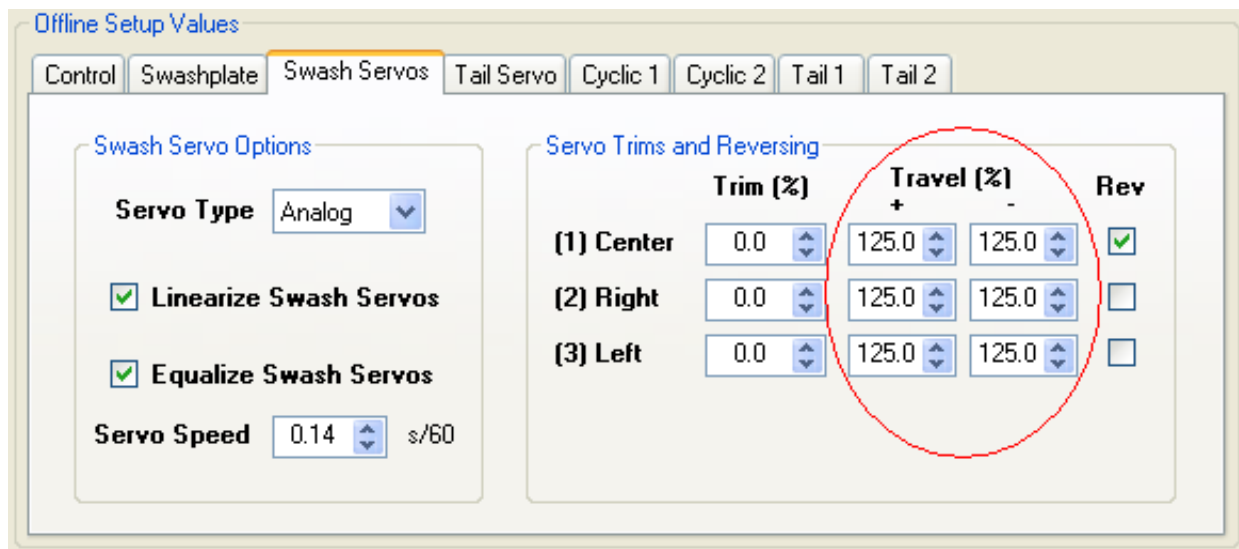 Offline Setup Values
Control Swashplate Swash Servos Tail Servo Cyclic 1 Cyclic 2 Tail 1 Tail 2
Swash Servo Options
Servo Type Analog
Linearize Swash Servos
Equalize Swash Servos
Servo Speed 0.14 s/60
Servo Trims and Reversing
Trim (%) Travel (%) Rev
+ -
(1) Center 0.0 125.0 125.0
(2) Right 0.0 125.0 125.0
(3) Left 0.0 125.0 125.0